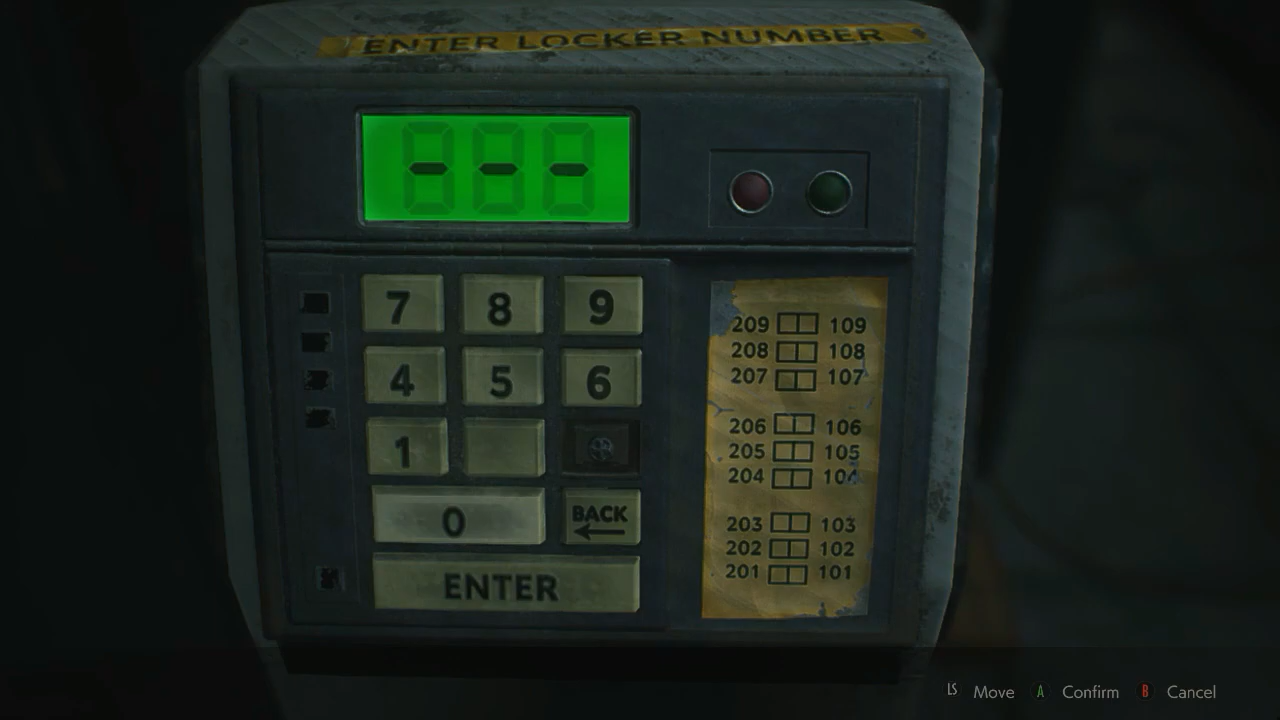 ENTER LOCKER NUMBER
- - -
7 8 9
4 5 6
1
0 BACK
ENTER
209 109
208 108
207 107
206 106
205 105
204 104
203 103
202 102
201 101
LS Move A Confirm B Cancel